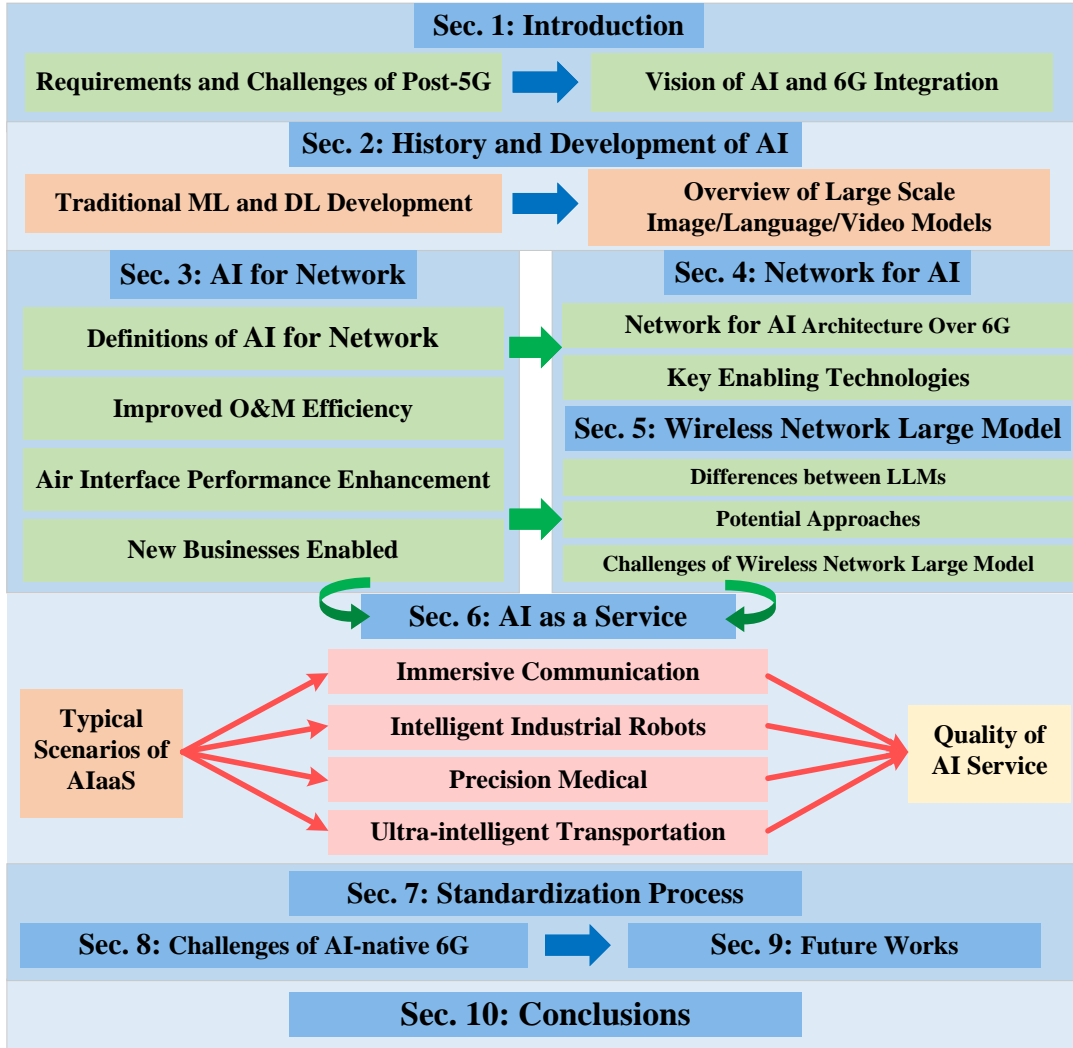 Sec. 1: Introduction
Requirements and Challenges of Post-5G
Vision of AI and 6G Integration
Sec. 2: History and Development of AI
Traditional ML and DL Development
Overview of Large Scale
Image/Language/Video Models
Sec. 3: AI for Network
Definitions of AI for Network
Improved O&M Efficiency
Air Interface Performance Enhancement
New Businesses Enabled
Sec. 4: Network for AI
Network for AI Architecture Over 6G
Key Enabling Technologies
Sec. 5: Wireless Network Large Model
Differences between LLMs
Potential Approaches
Challenges of Wireless Network Large Model
Sec. 6: AI as a Service
Typical
Scenarios of
AIaaS
Immersive Communication
Intelligent Industrial Robots
Precision Medical
Ultra-intelligent Transportation
Quality of
AI Service
Sec. 7: Standardization Process
Sec. 8: Challenges of AI-native 6G
Sec. 9: Future Works
Sec. 10: Conclusions